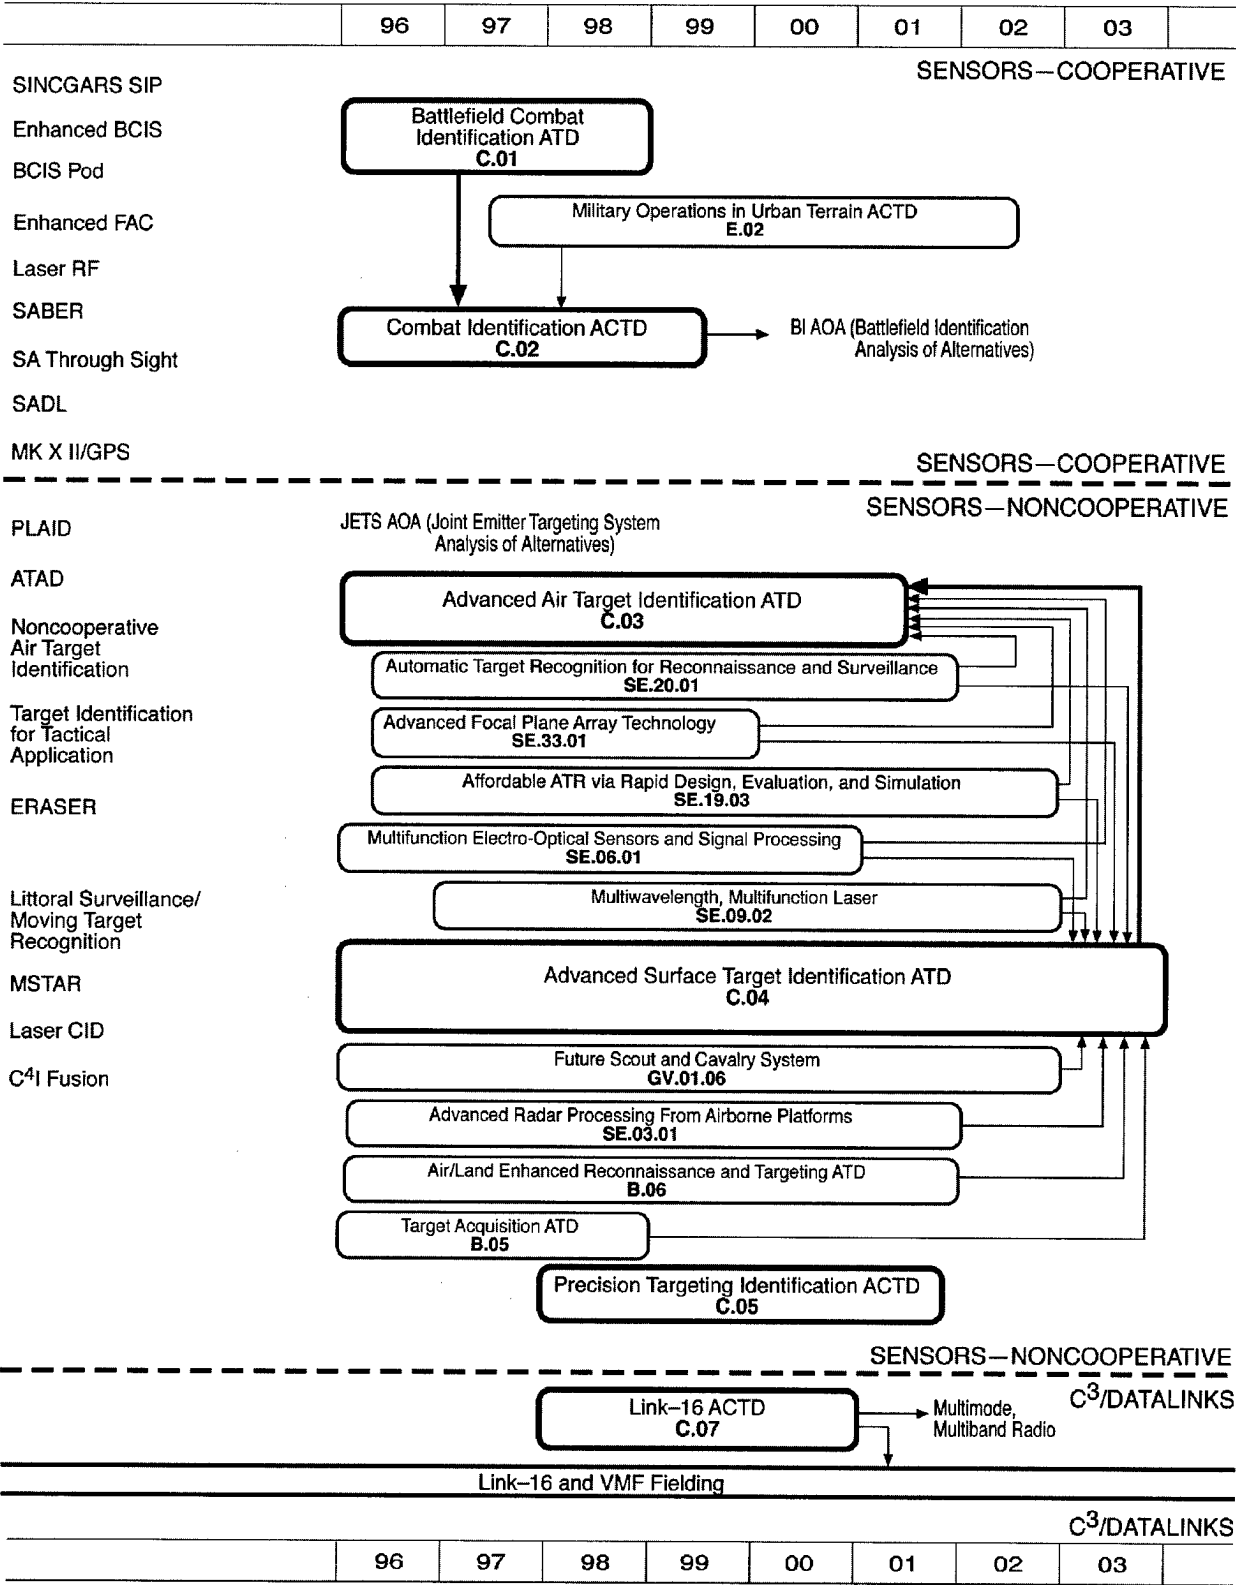 96 97 98 99 00 01 02 03
SENSORS—COOPERATIVE
SINCGARS SIP
Enhanced BCIS
BCIS Pod
Enhanced FAC
Laser RF
SABER
SA Through Sight
SADL
MK X II/GPS
Battlefield Combat
Identification ATD
C.01
Military Operations in Urban Terrain ACTD
E.02
Combat Identification ACTD
C.02
BI AOA (Battlefield Identification
Analysis of Alternatives)
SENSORS—COOPERATIVE
SENSORS—NONCOOPERATIVE
PLAID
ATAD
Noncooperative
Air Target
Identification
Target Identification
for Tactical
Application
ERASER
Littoral Surveillance/
Moving Target
Recognition
MSTAR
Laser CID
C4I Fusion
JETS AOA (Joint Emitter Targeting System
Analysis of Alternatives)
Advanced Air Target Identification ATD
C.03
Automatic Target Recognition for Reconnaissance and Surveillance
SE.20.01
Advanced Focal Plane Array Technology
SE.33.01
Affordable ATR via Rapid Design, Evaluation, and Simulation
SE.19.03
Multifunction Electro-Optical Sensors and Signal Processing
SE.06.01
Multiwavelength, Multifunction Laser
SE.09.02
Advanced Surface Target Identification ATD
C.04
Future Scout and Cavalry System
GV.01.06
Advanced Radar Processing From Airborne Platforms
SE.03.01
Air/Land Enhanced Reconnaissance and Targeting ATD
B.06
Target Acquisition ATD
B.05
Precision Targeting Identification ACTD
C.05
SENSORS—NONCOOPERATIVE
C3/DATALINKS
Link–16 ACTD
C.07
Multimode,
Multiband Radio
Link–16 and VMF Fielding
C3/DATALINKS
96 97 98 99 00 01 02 03